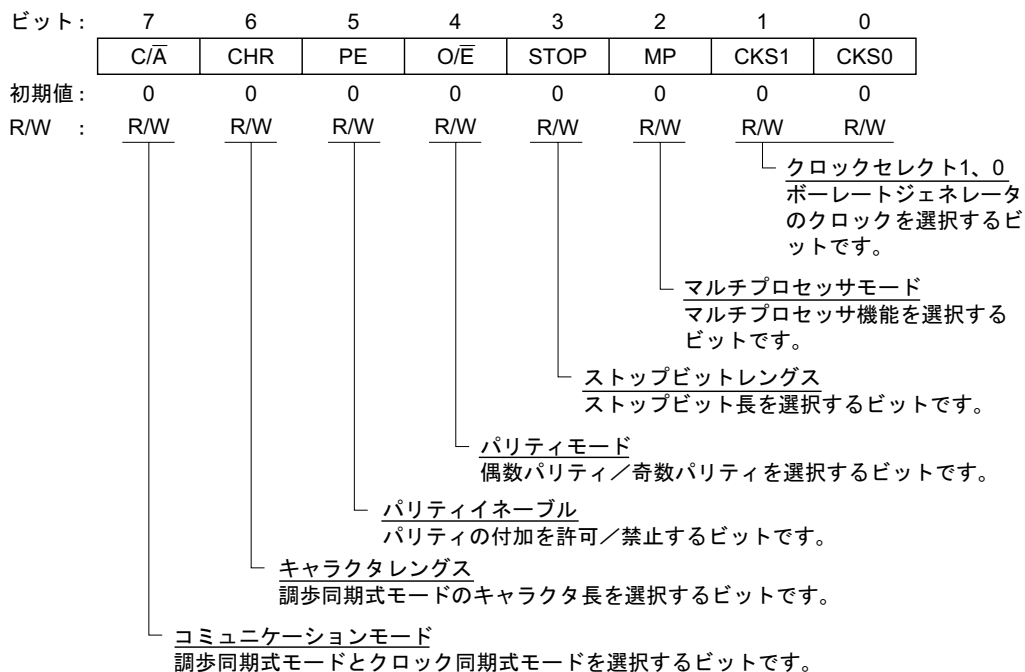 ビット： 7 6 5 4 3 2 1 0
C/A̅ CHR PE O/E̅ STOP MP CKS1 CKS0
初期値： 0 0 0 0 0 0 0 0
R/W ： R/W R/W R/W R/W R/W R/W R/W R/W
クロックセレクト1、0
ボーレートジェネレータ
のクロックを選択するビ
ットです。
マルチプロセッサモード
マルチプロセッサ機能を選択する
ビットです。
ストップビットレングス
ストップビット長を選択するビットです。
パリティモード
偶数パリティ／奇数パリティを選択するビットです。
パリティイネーブル
パリティの付加を許可／禁止するビットです。
キャラクタレングス
調歩同期式モードのキャラクタ長を選択するビットです。
コミュニケーションモード
調歩同期式モードとクロック同期式モードを選択するビットです。